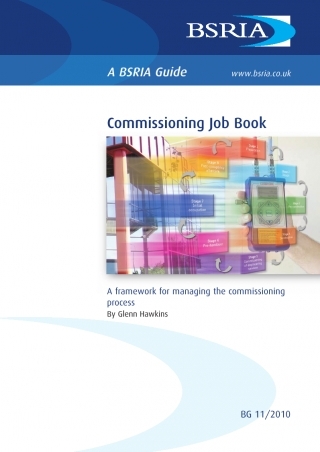 BSRIA
A BSRIA Guide www.bsria.co.uk
Commissioning Job Book
A framework for managing the commissioning
process
By Glenn Hawkins
BG 11/2010